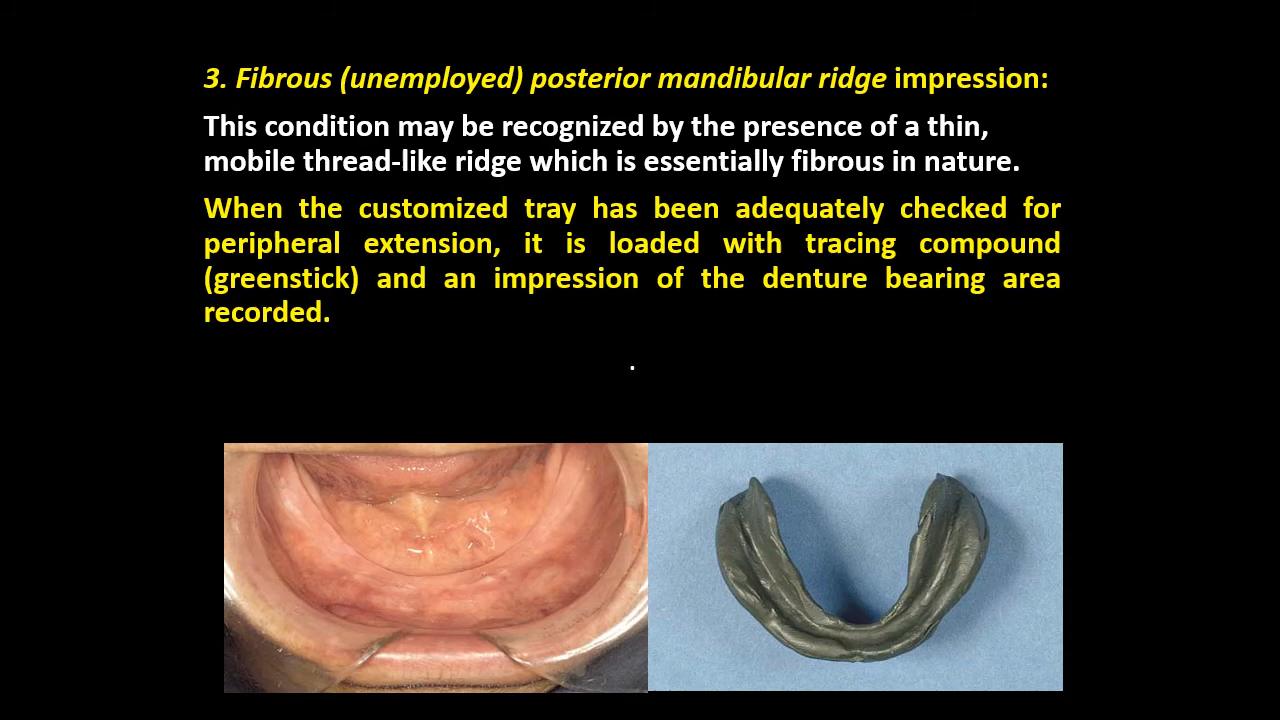 3. Fibrous (unemployed) posterior mandibular ridge impression:
This condition may be recognized by the presence of a thin,
mobile thread-like ridge which is essentially fibrous in nature.
When the customized tray has been adequately checked for
peripheral extension, it is loaded with tracing compound
(greenstick) and an impression of the denture bearing area
recorded.
.